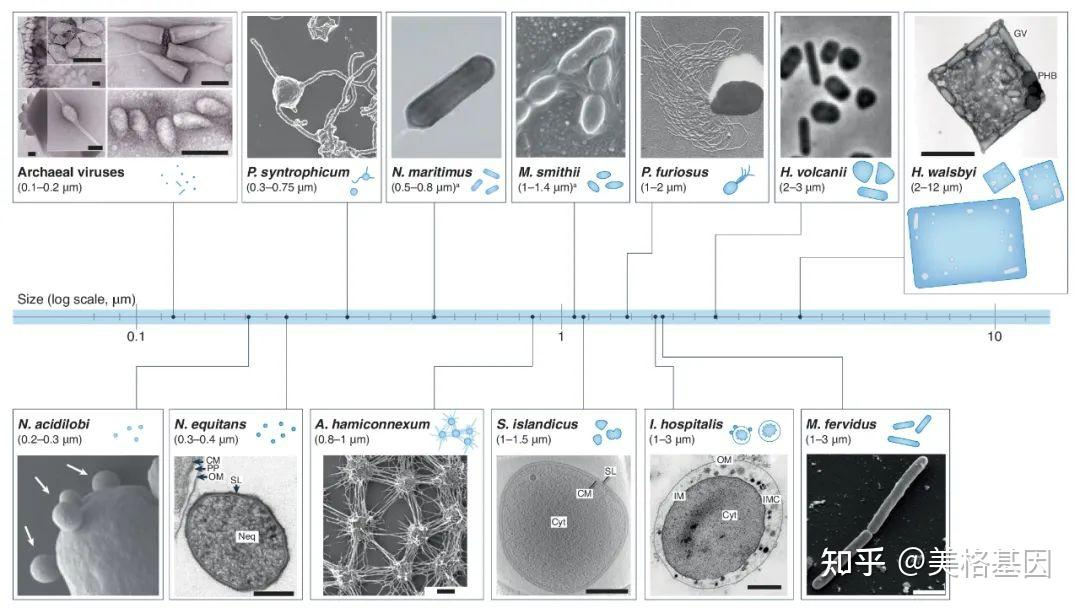 GV
PHB
Archaeal viruses
(0.1–0.2 μm)
P. syntrophicum
(0.3–0.75 μm)
N. maritimus
(0.5–0.8 μm)ᵃ
M. smithii
(1–1.4 μm)ᵃ
P. furiosus
(1–2 μm)
H. volcanii
(2–3 μm)
H. walsbyi
(2–12 μm)
Size (log scale, μm)
0.1
1
10
N. acidilobi
(0.2–0.3 μm)
N. equitans
(0.3–0.4 μm)
A. hamiconnexum
(0.8–1 μm)
S. islandicus
(1–1.5 μm)
I. hospitalis
(1–3 μm)
M. fervidus
(1–3 μm)
CM
PP
OM
SL
Neq
SL
CM
Cyt
OM
IM
IMC
Cyt
知乎 @美格基因